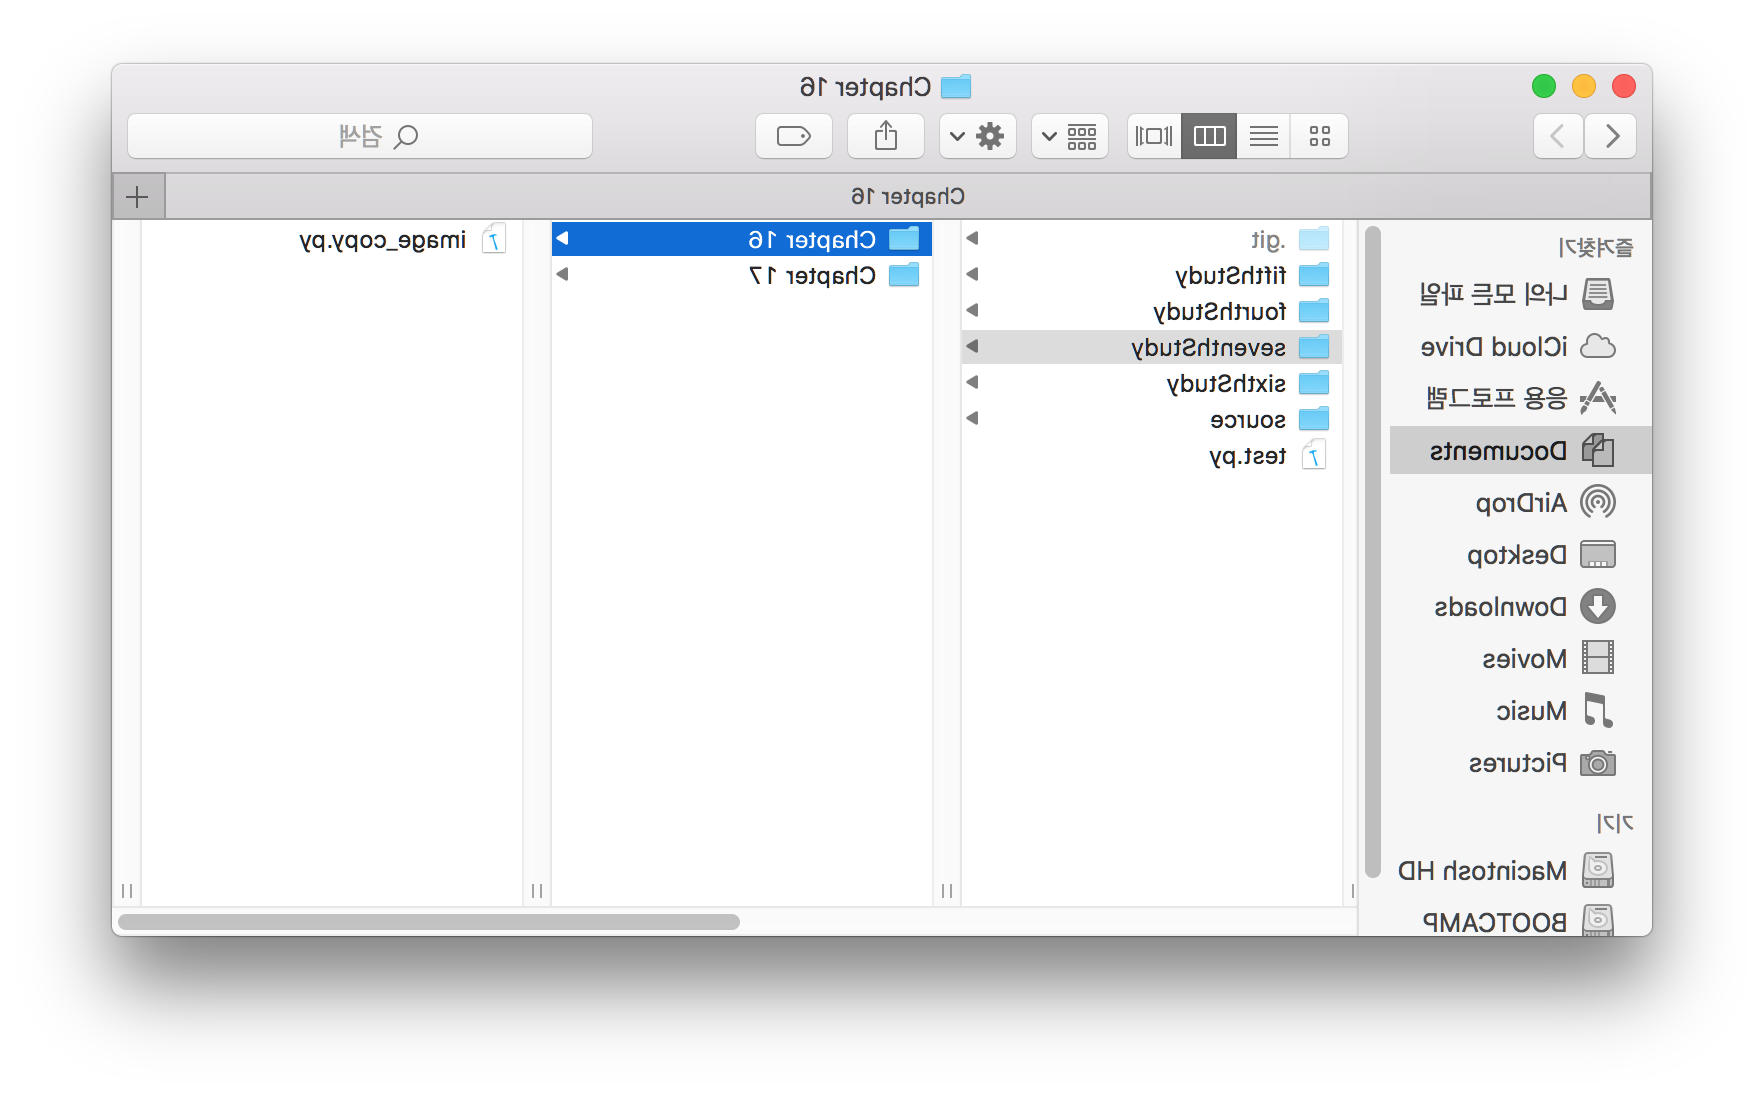 Chapter 16
검색
Chapter 16
즐겨찾기
나의 모든 파일
iCloud Drive
응용 프로그램
Documents
AirDrop
Desktop
Downloads
Movies
Music
Pictures
기기
Macintosh HD
BOOTCAMP
.git
fifthStudy
fourthStudy
seventhStudy
sixthStudy
source
test.py
Chapter 16
Chapter 17
image_copy.py